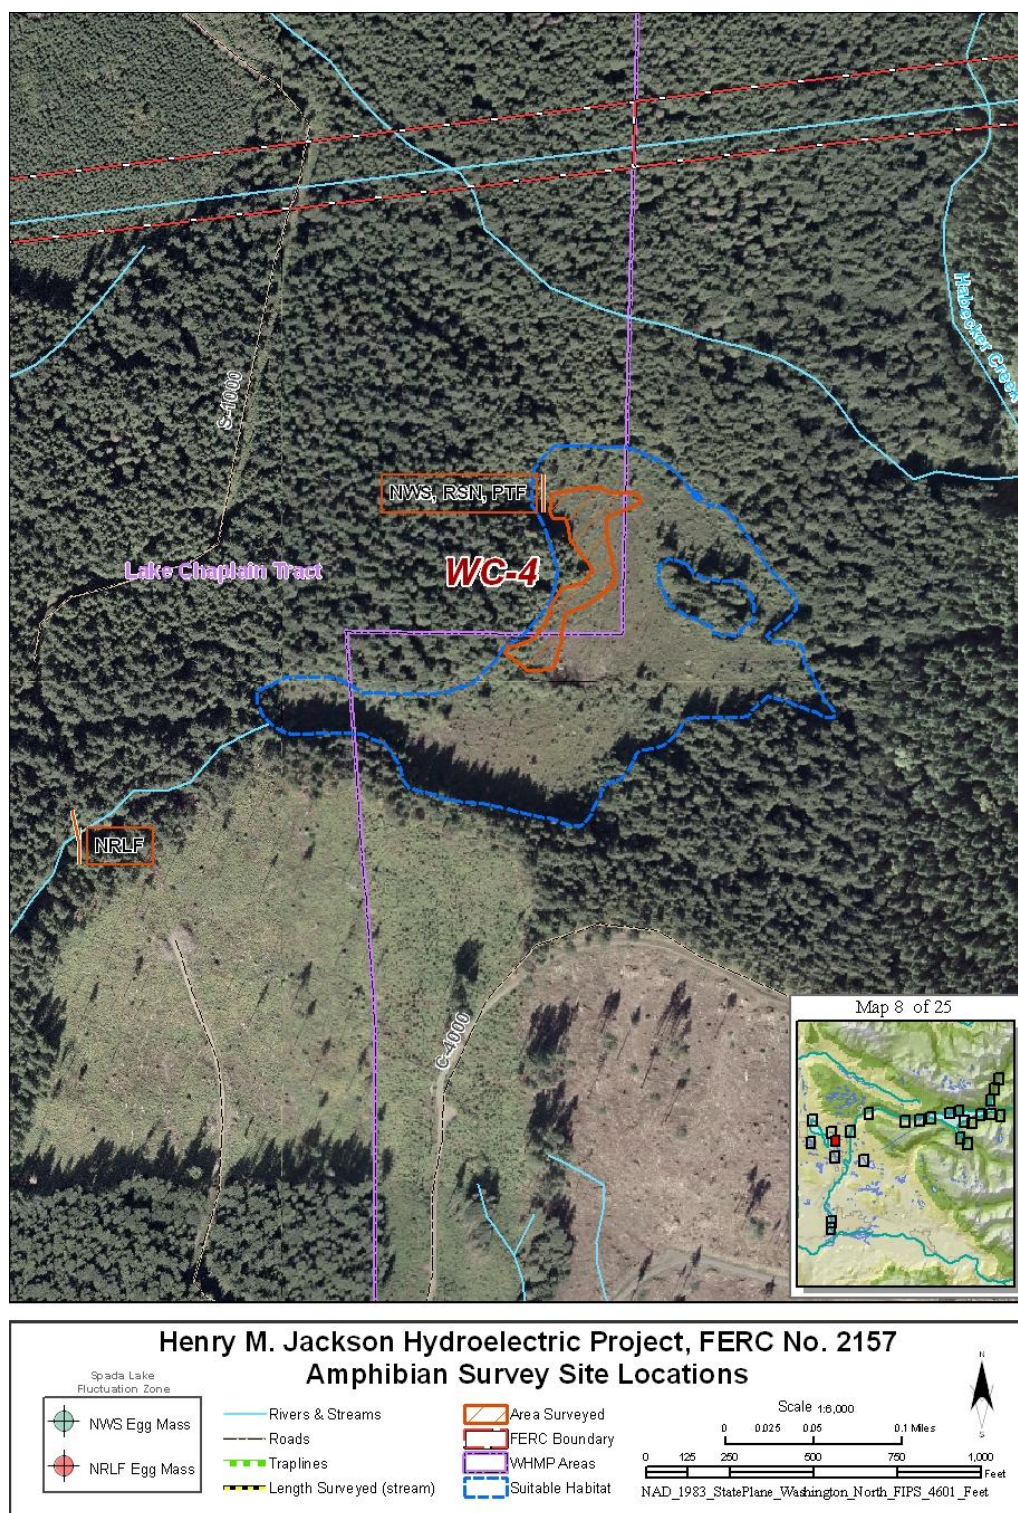 Habecker Creek
S-1000
NWS, RSN, PTF
WC-4
Lake Chaplain Tract
NRLF
C-4000
Map 8 of 25
Henry M. Jackson Hydroelectric Project, FERC No. 2157
Amphibian Survey Site Locations
Spada Lake
Fluctuation Zone
NWS Egg Mass
NRLF Egg Mass
Rivers & Streams
Roads
Traplines
Length Surveyed (stream)
Area Surveyed
FERC Boundary
WHMP Areas
Suitable Habitat
N
S
Scale 1:6,000
0 0.025 0.05 0.1 Miles
0 125 250 500 750 1,000
Feet
NAD_1983_StatePlane_Washington_North_FIPS_4601_Feet